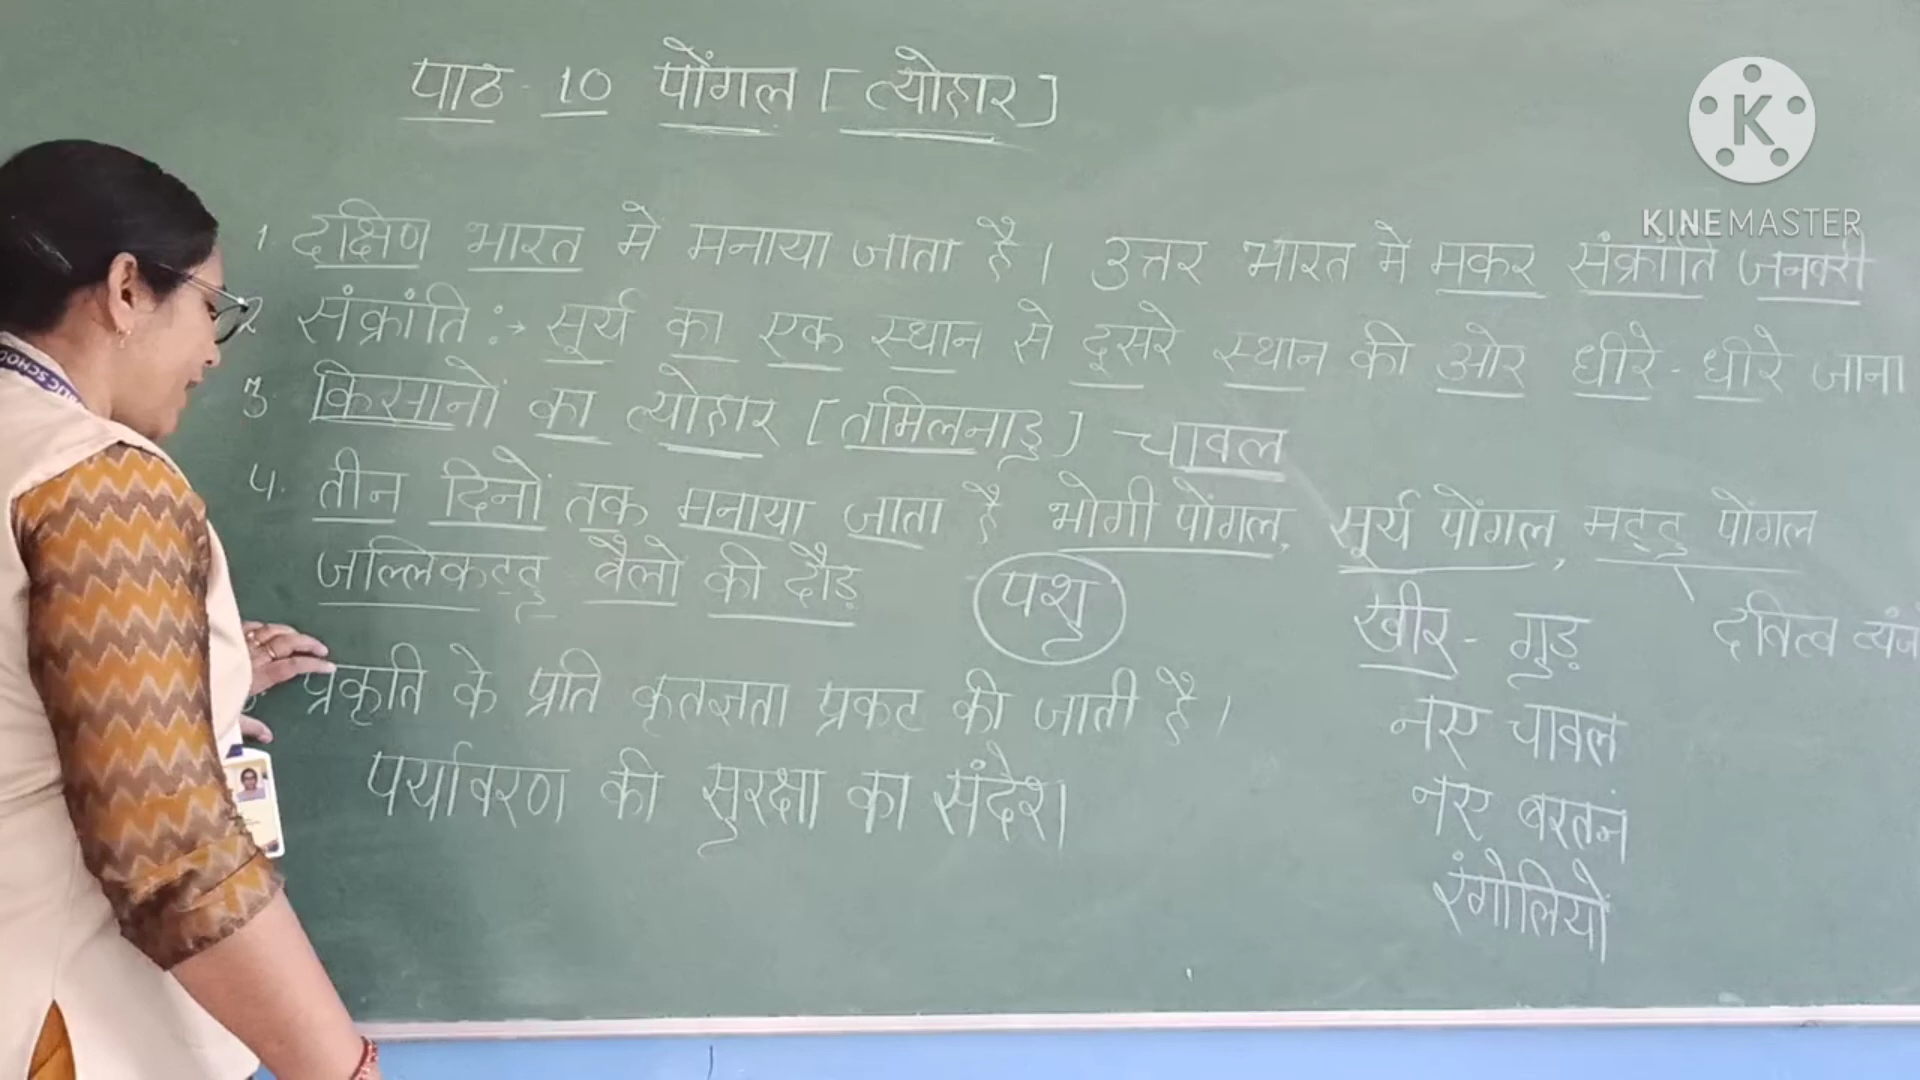 पाठ - 10 पोंगल [त्योहार]
KINEMASTER
1. दक्षिण भारत में मनाया जाता है। उत्तर भारत में मकर संक्रांति जनवरी
2 संक्रांति :→ सूर्य का एक स्थान से दूसरे स्थान की ओर धीरे - धीरे जाना
3. किसानों का त्योहार [तमिलनाडु] चावल
4. तीन दिनों तक मनाया जाता है भोगी पोंगल, सूर्य पोंगल, मट्टु पोंगल
जल्लिकट्टू बैलों की दौड़ पशु खीर - गुड़
प्रकृति के प्रति कृतज्ञता प्रकट की जाती है। नए चावल
पर्यावरण की सुरक्षा का संदेश। नए बरतन
रंगोलियों